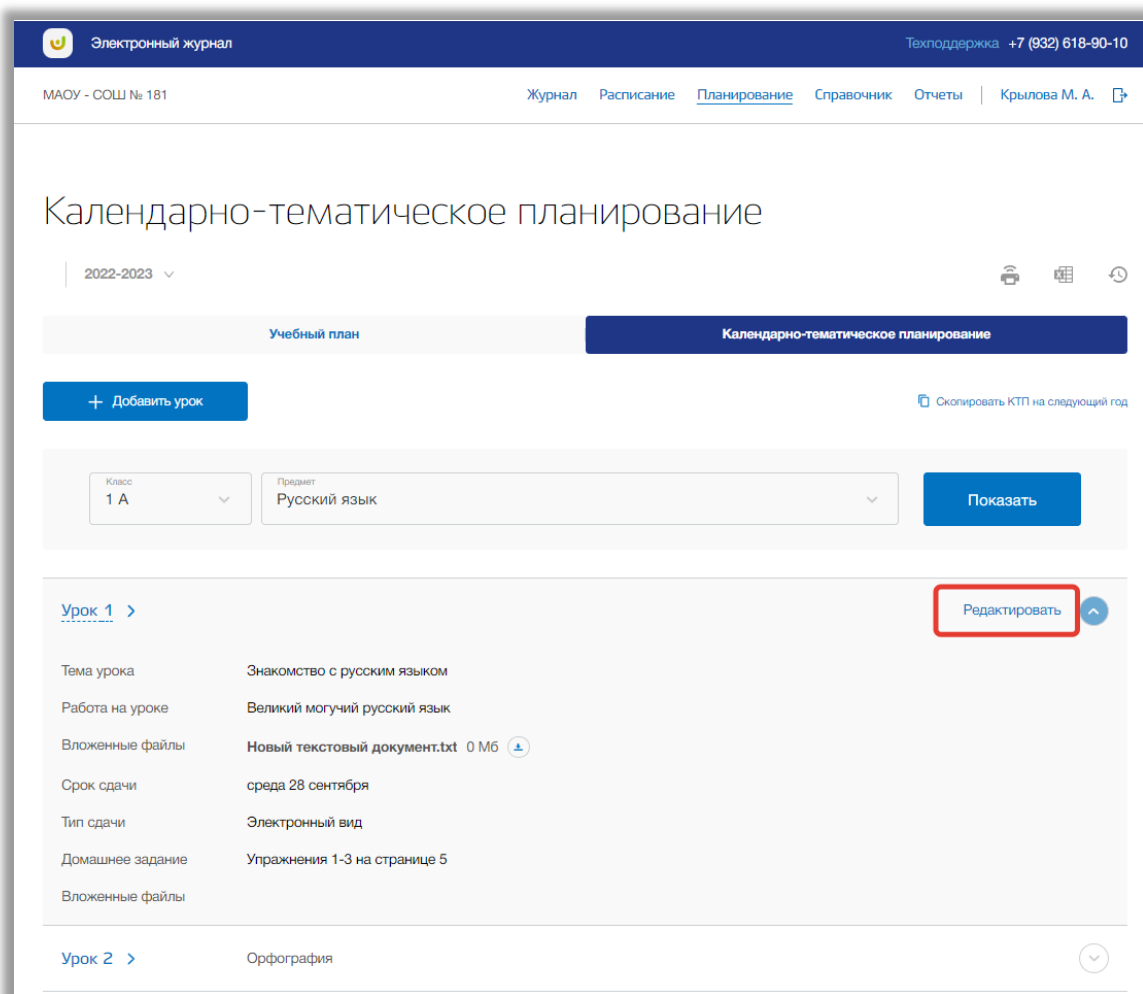 Электронный журнал Техподдержка +7 (932) 618-90-10
МАОУ - СОШ № 181 Журнал Расписание Планирование Справочник Отчеты Крылова М. А.
Календарно-тематическое планирование
2022-2023
Учебный план Календарно-тематическое планирование
+ Добавить урок Скопировать КТП на следующий год
Класс Предмет
1 А Русский язык Показать
Урок 1 Редактировать
Тема урока Знакомство с русским языком
Работа на уроке Великий могучий русский язык
Вложенные файлы Новый текстовый документ.txt 0 Мб
Срок сдачи среда 28 сентября
Тип сдачи Электронный вид
Домашнее задание Упражнения 1-3 на странице 5
Вложенные файлы
Урок 2 Орфография